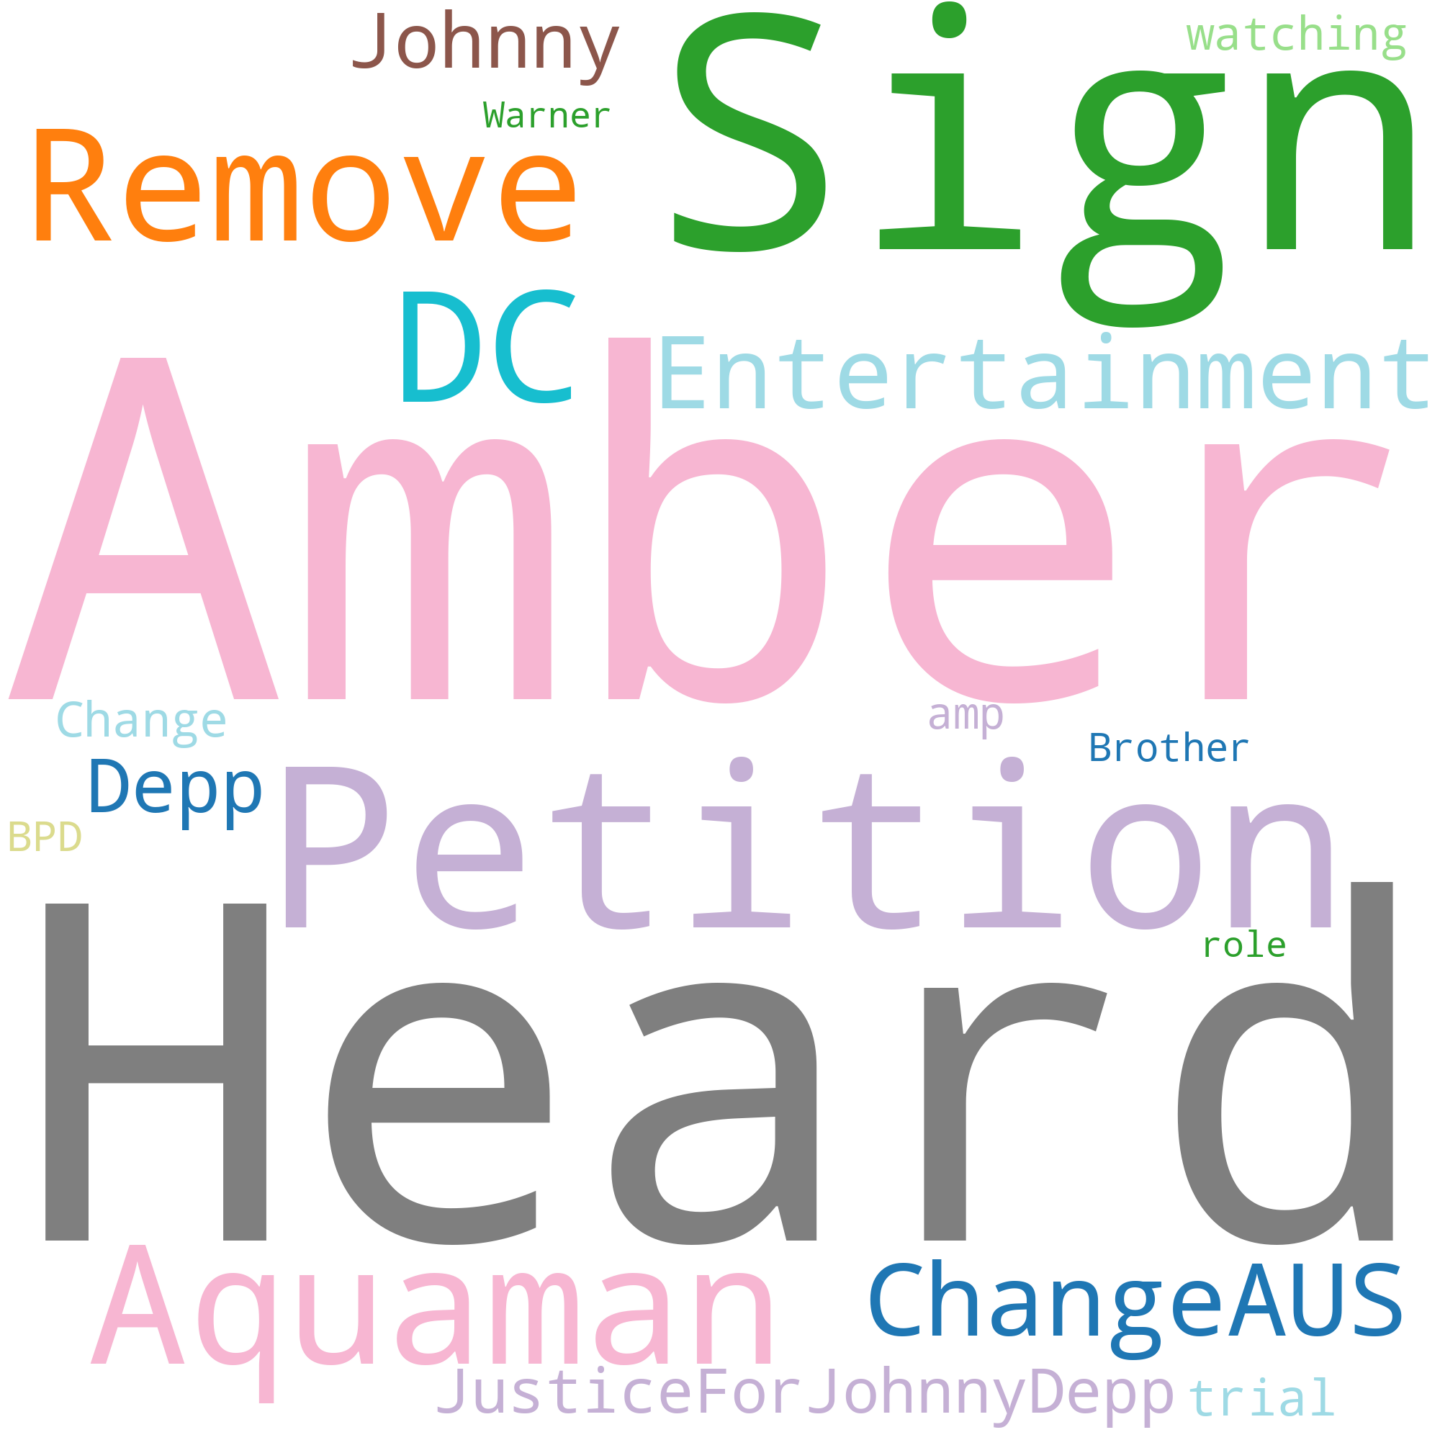 Johnny
Sign
watching
Warner
Remove
DC
Entertainment
Amber
Change
amp
Brother
Depp
Petition
BPD
Heard
role
Aquaman
ChangeAUS
JusticeForJohnnyDepp
trial